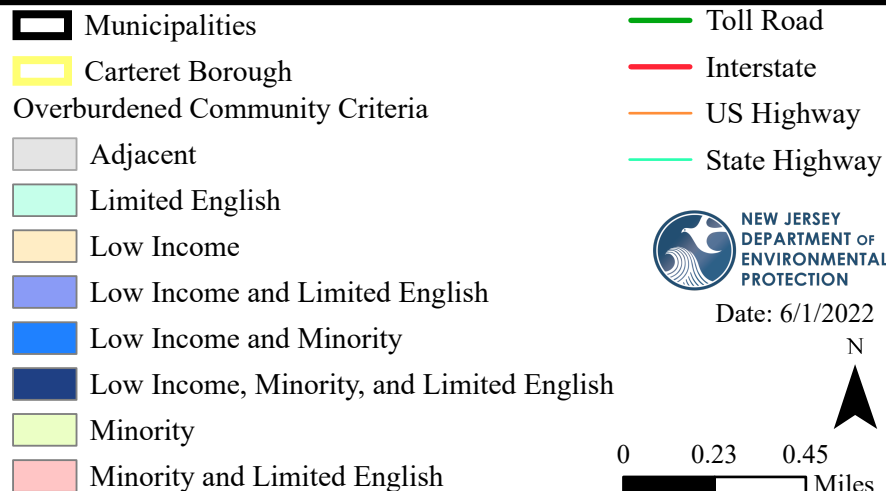 Municipalities
Carteret Borough
Overburdened Community Criteria
Adjacent
Limited English
Low Income
Low Income and Limited English
Low Income and Minority
Low Income, Minority, and Limited English
Minority
Minority and Limited English
Toll Road
Interstate
US Highway
State Highway
NEW JERSEY
DEPARTMENT OF
ENVIRONMENTAL
PROTECTION
Date: 6/1/2022
N
0 0.23 0.45
Miles